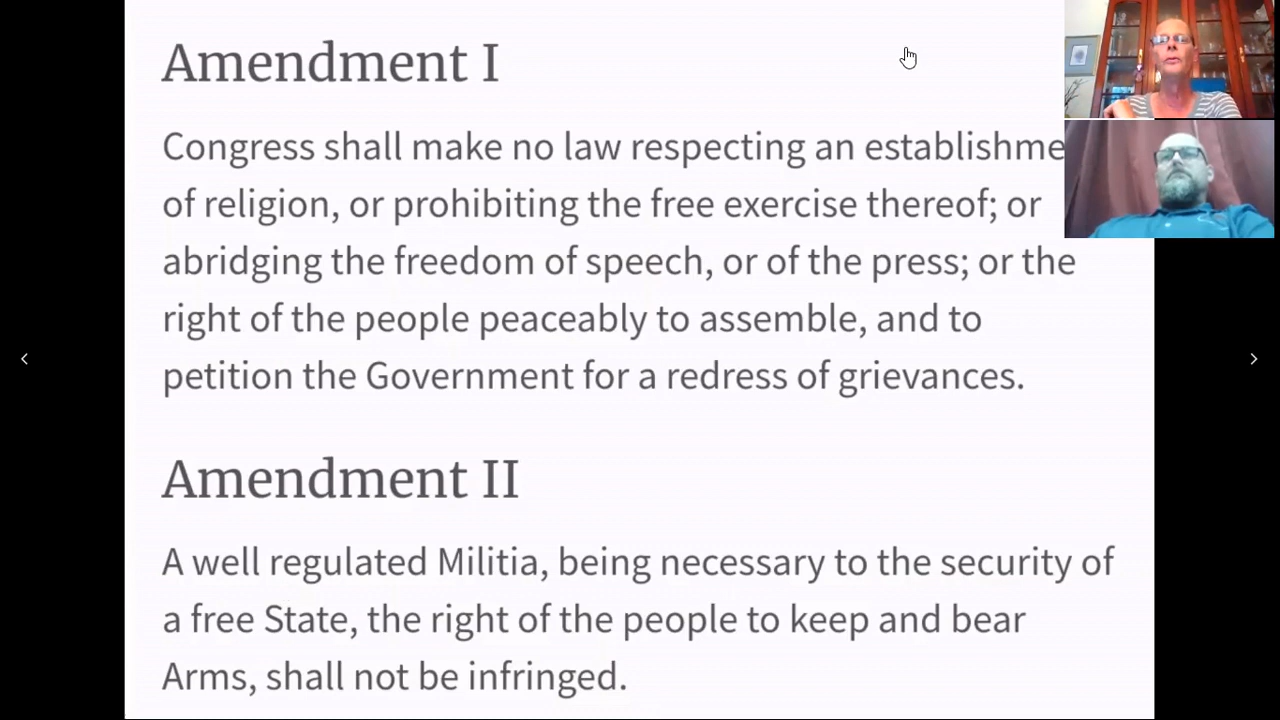 Amendment I
Congress shall make no law respecting an establishme
of religion, or prohibiting the free exercise thereof; or
abridging the freedom of speech, or of the press; or the
right of the people peaceably to assemble, and to
petition the Government for a redress of grievances.
Amendment II
A well regulated Militia, being necessary to the security of
a free State, the right of the people to keep and bear
Arms, shall not be infringed.